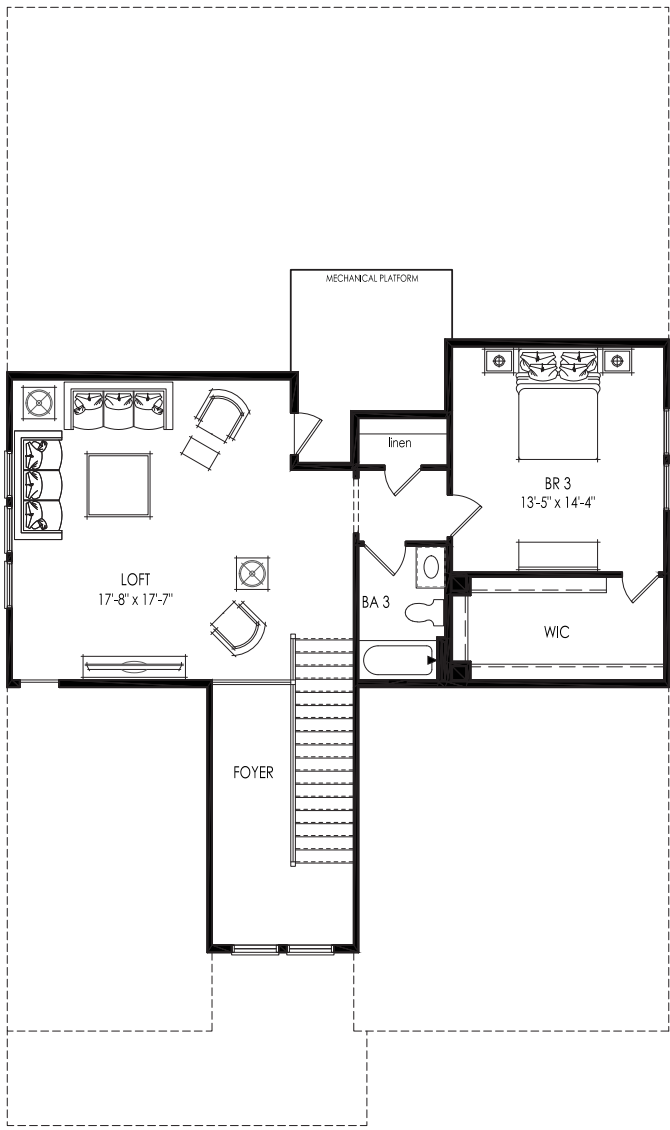 MECHANICAL PLATFORM
linen
BR 3
13'-5" x 14'-4"
LOFT
17'-8" x 17'-7"
BA 3
WIC
FOYER